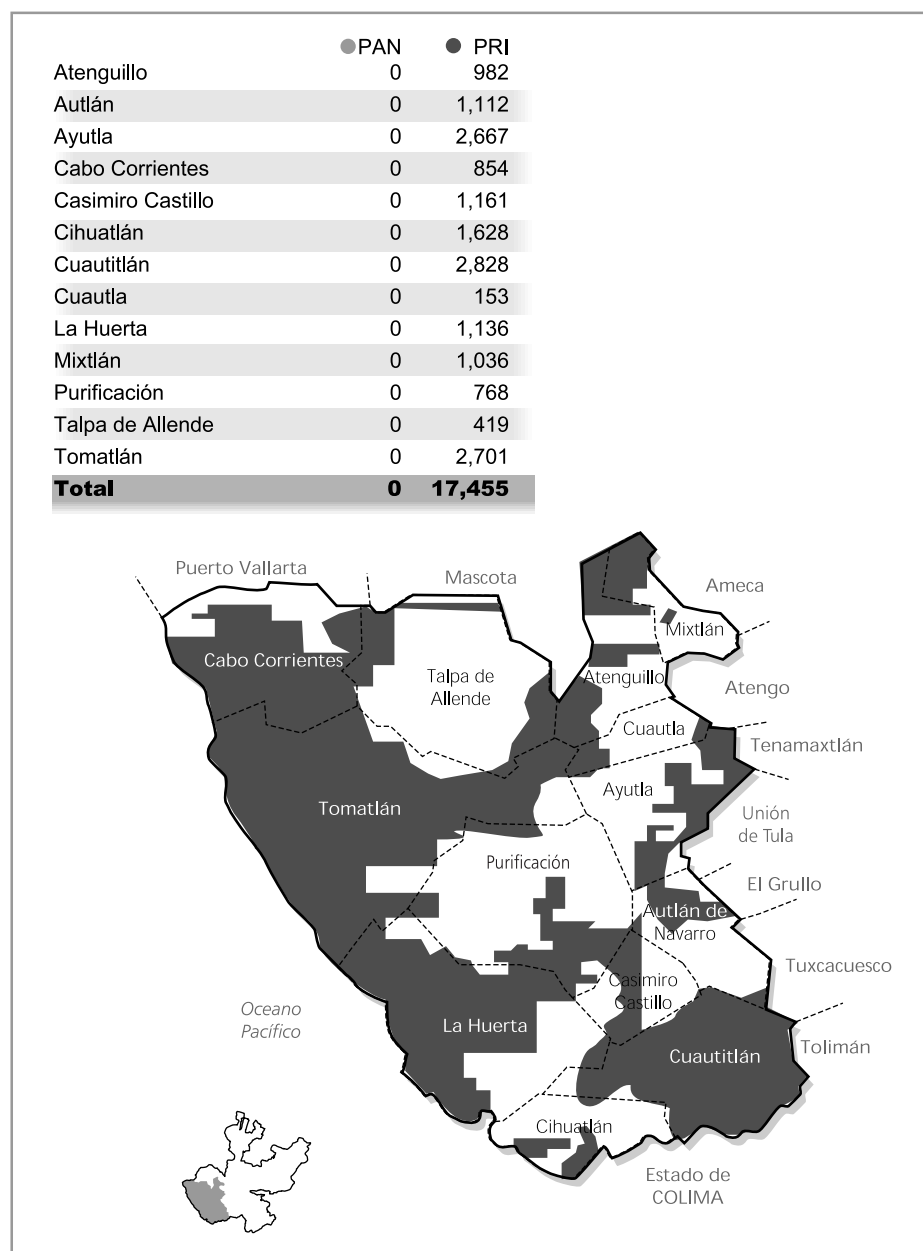 PAN PRI
Atenguillo 0 982
Autlán 0 1,112
Ayutla 0 2,667
Cabo Corrientes 0 854
Casimiro Castillo 0 1,161
Cihuatlán 0 1,628
Cuautitlán 0 2,828
Cuautla 0 153
La Huerta 0 1,136
Mixtlán 0 1,036
Purificación 0 768
Talpa de Allende 0 419
Tomatlán 0 2,701
Total 0 17,455
Puerto Vallarta
Mascota
Ameca
Mixtlán
Cabo Corrientes
Talpa de
Allende
Atenguillo
Atengo
Cuautla
Tenamaxtlán
Ayutla
Tomatlán
Unión
de Tula
Purificación
El Grullo
Autlán de
Navarro
Tuxcacuesco
Casimiro
Castillo
Oceano
Pacífico
La Huerta
Cuautitlán
Tolimán
Cihuatlán
Estado de
COLIMA